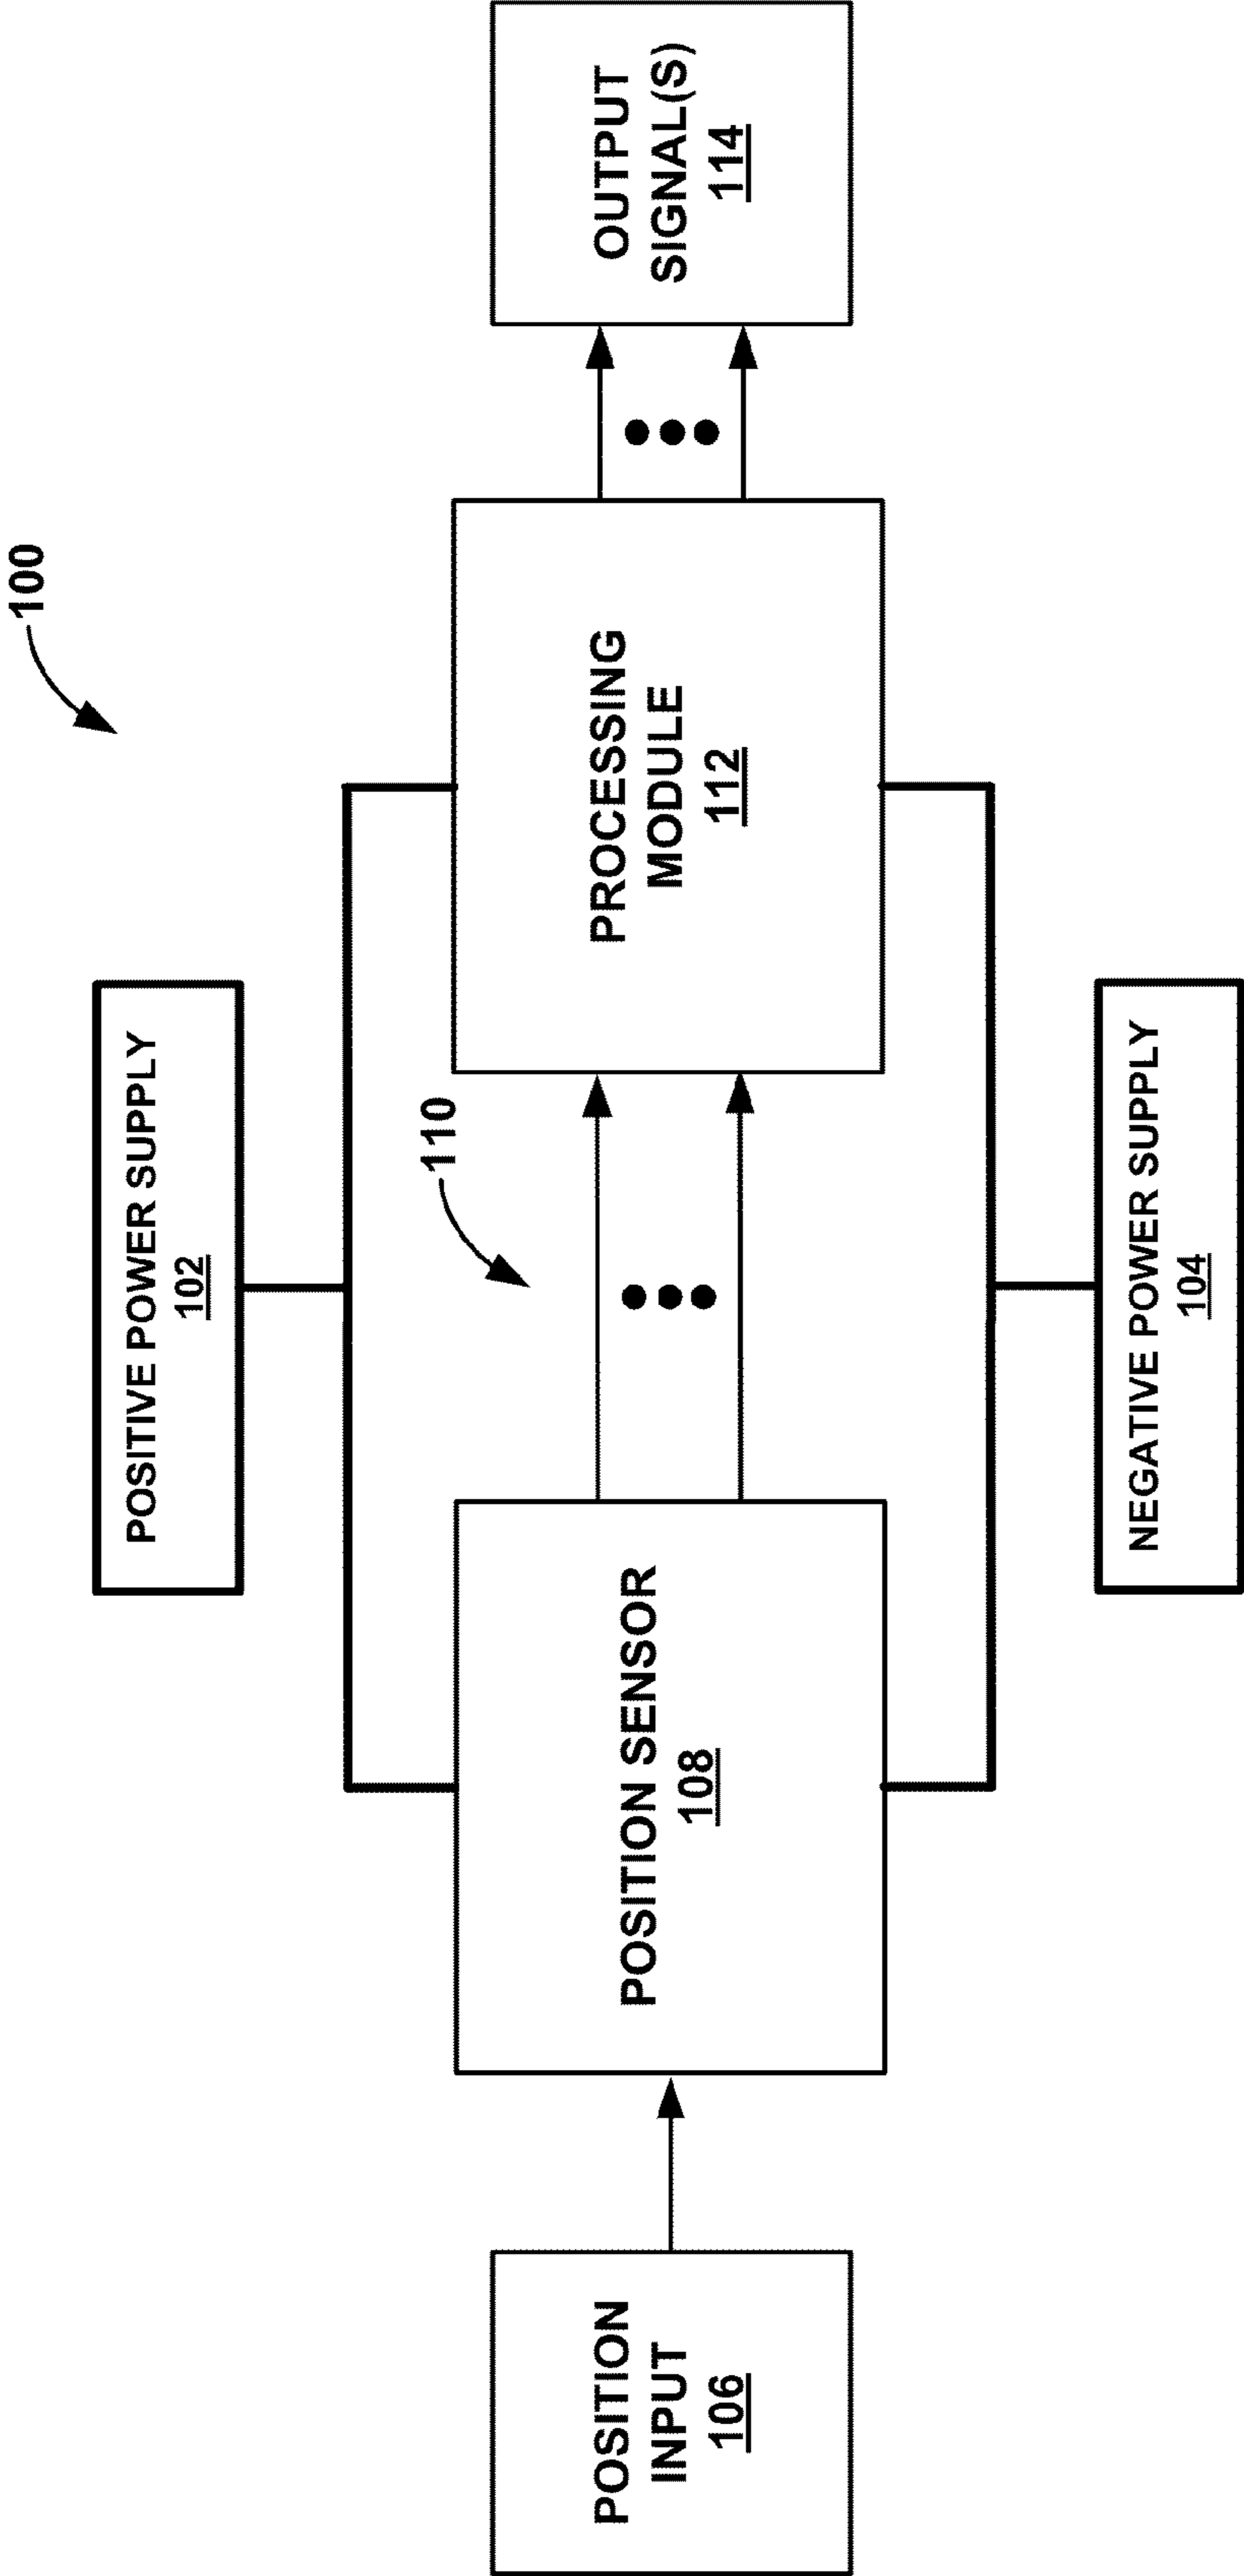 100
POSITIVE POWER SUPPLY
102
110
POSITION
INPUT
106
POSITION SENSOR
108
PROCESSING
MODULE
112
OUTPUT
SIGNAL(S)
114
NEGATIVE POWER SUPPLY
104